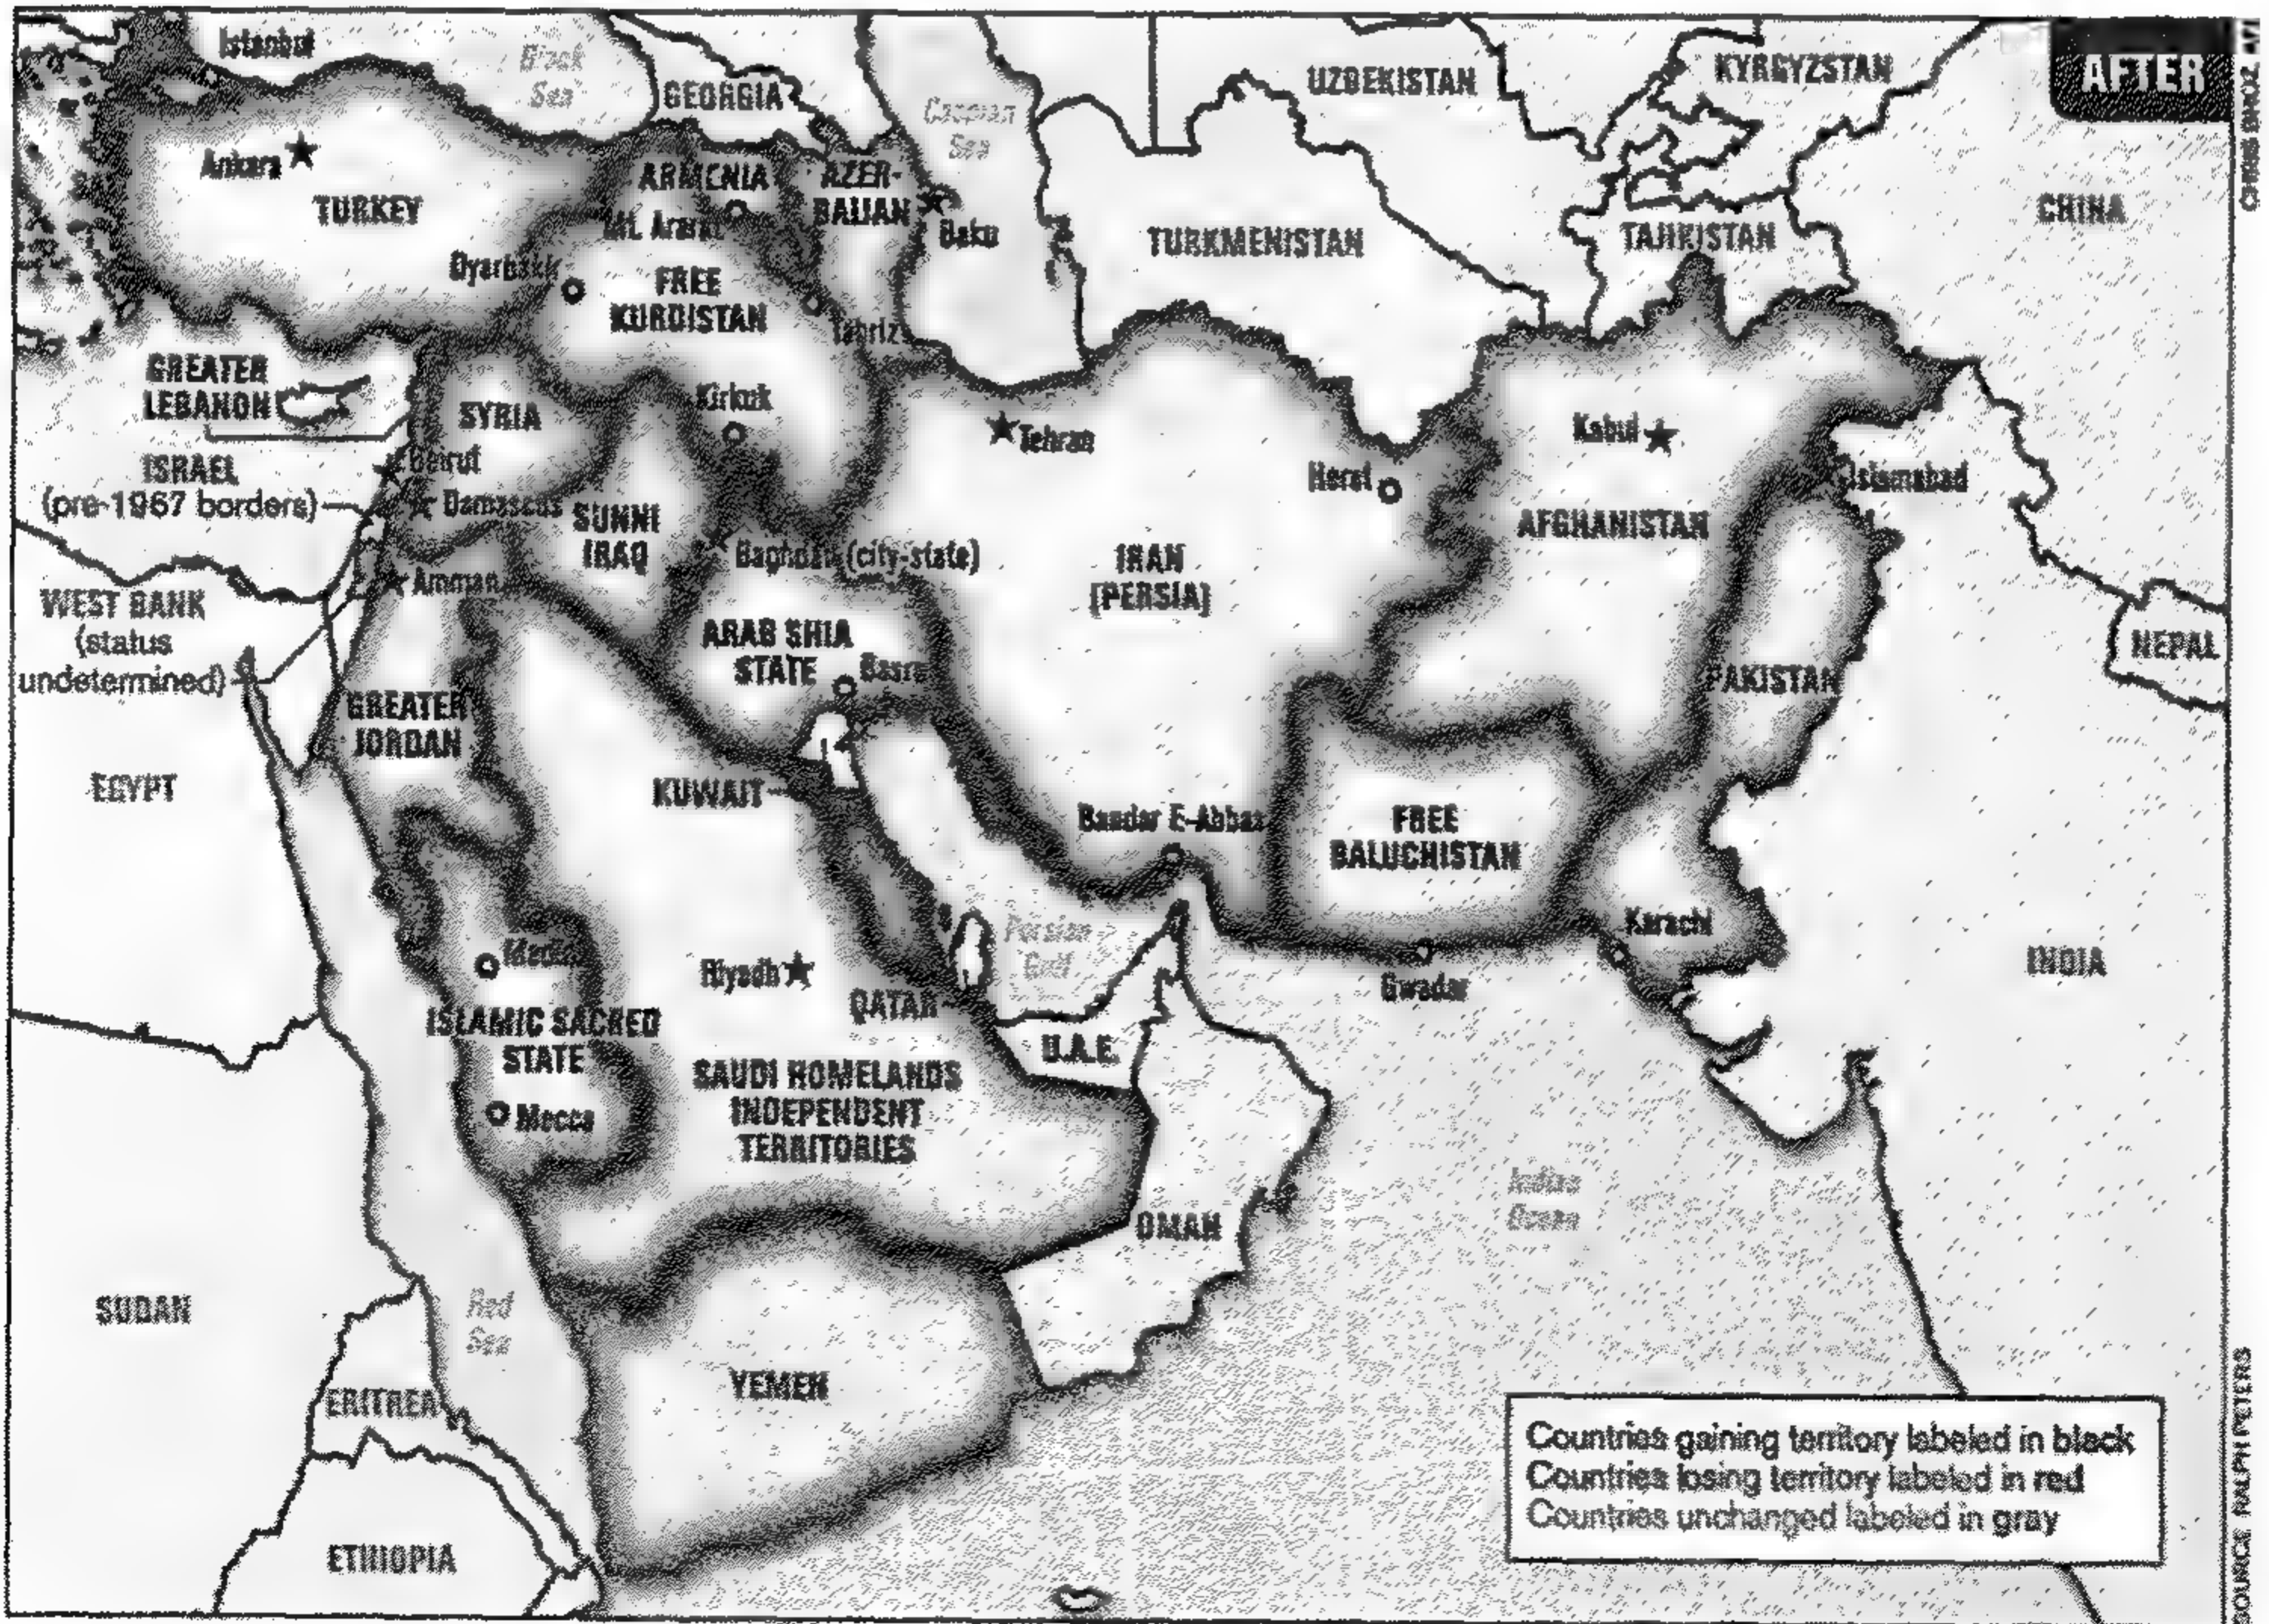 AFTER
CHRIS BROZ
Istanbul
Black
Sea
GEORGIA
Caspian
Sea
UZBEKISTAN
KYRGYZSTAN
CHINA
Ankara
TURKEY
ARMENIA
Mt. Ararat
AZER-
BAIJAN
Baku
TURKMENISTAN
TAJIKISTAN
Dyarbakir
FREE
KURDISTAN
Tabriz
GREATER
LEBANON
SYRIA
Kirkuk
Tehran
Herat
Kabul
Islamabad
ISRAEL
(pre-1967 borders)
Beirut
Damascus
SUNNI
IRAQ
Baghdad (city-state)
IRAN
[PERSIA]
AFGHANISTAN
Amman
WEST BANK
(status
undetermined)
ARAB SHIA
STATE
Basra
PAKISTAN
NEPAL
GREATER
JORDAN
EGYPT
KUWAIT
Bandar E-Abbas
FREE
BALUCHISTAN
Karachi
Gwadar
INDIA
Persian
Gulf
Riyadh
QATAR
ISLAMIC SACRED
STATE
Mecca
U.A.E.
SAUDI HOMELANDS
INDEPENDENT
TERRITORIES
OMAN
Indian
Ocean
SUDAN
Red
Sea
YEMEN
ERITREA
ETHIOPIA
Countries gaining territory labeled in black
Countries losing territory labeled in red
Countries unchanged labeled in gray
SOURCE: RALPH PETERS